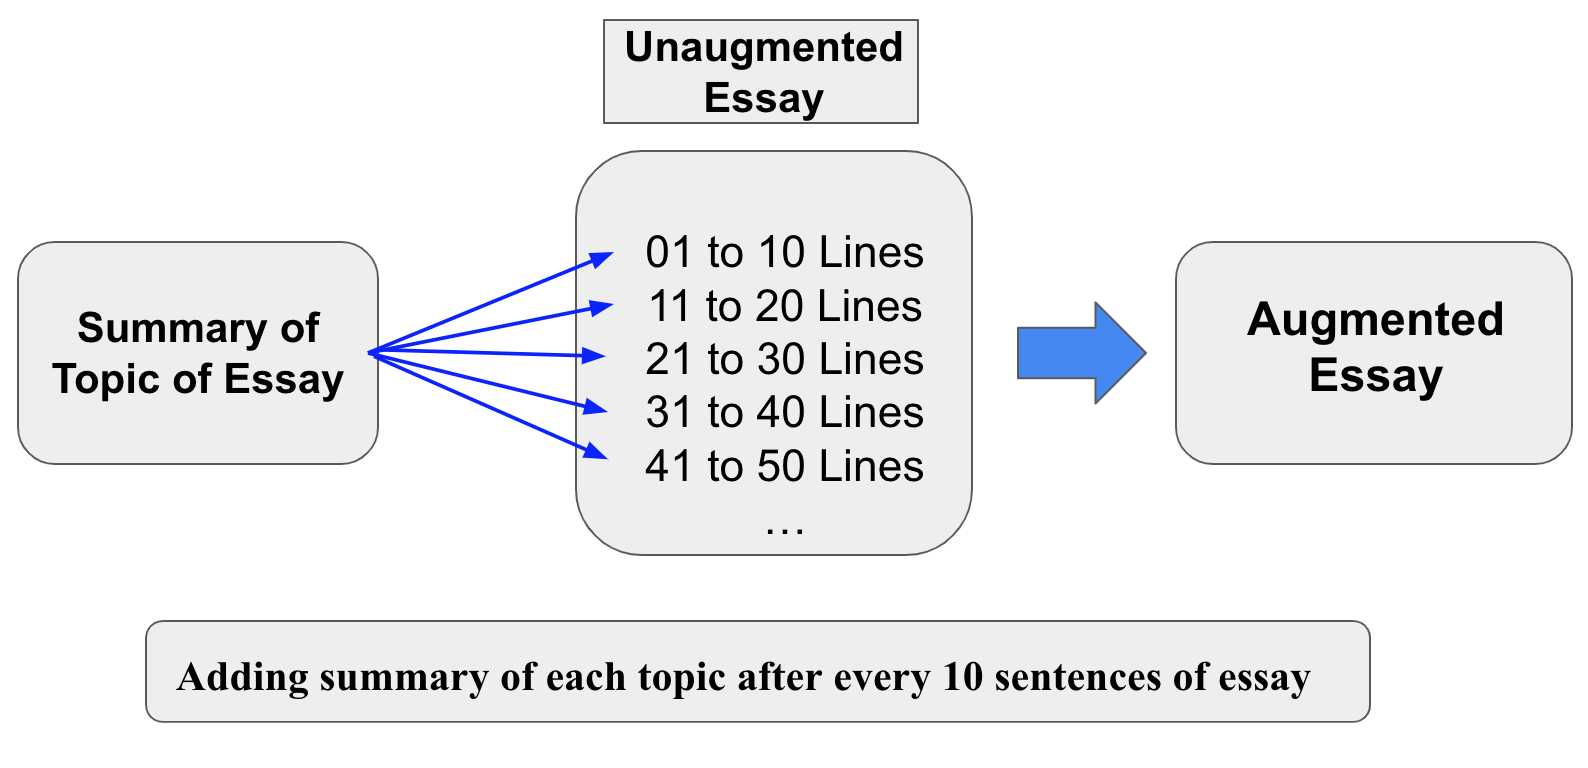 Unaugmented
Essay
Summary of
Topic of Essay
01 to 10 Lines
11 to 20 Lines
21 to 30 Lines
31 to 40 Lines
41 to 50 Lines
...
Augmented
Essay
Adding summary of each topic after every 10 sentences of essay